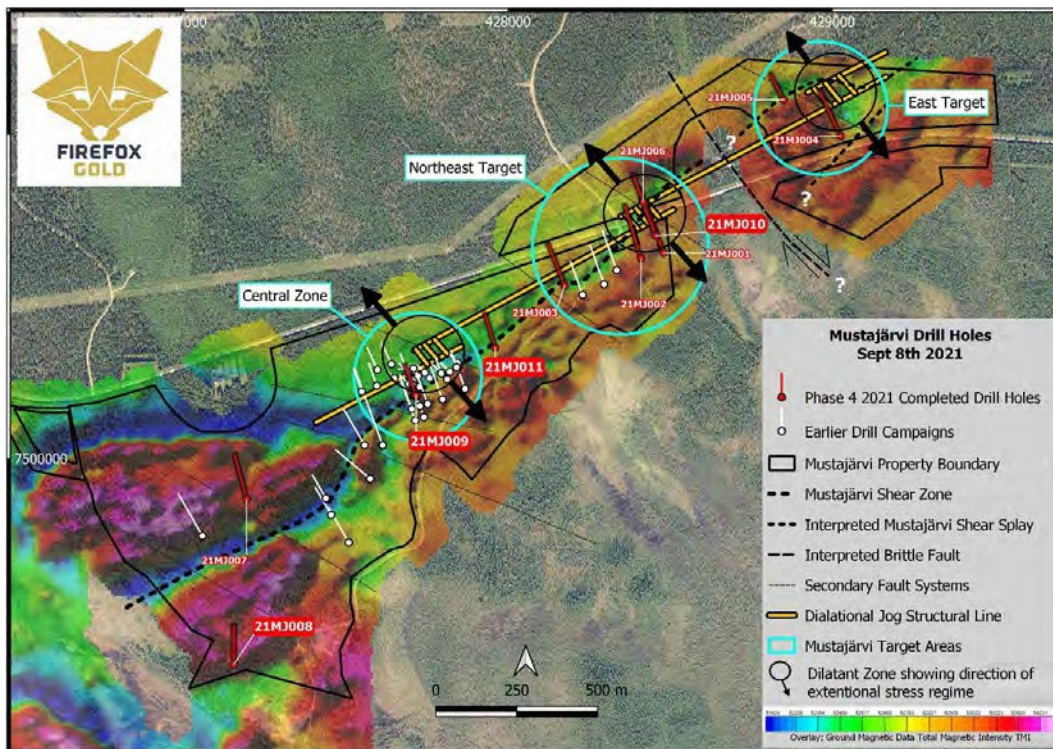 428000
429000
FIREFOX
GOLD
21MJ005
East Target
21MJ004
21MJ006
?
Northeast Target
?
21MJ010
21MJ001
21MJ002
?
21MJ003
Central Zone
21MJ011
21MJ009
7500000
21MJ007
21MJ008
0 250 500 m
Mustajärvi Drill Holes
Sept 8th 2021
Phase 4 2021 Completed Drill Holes
Earlier Drill Campaigns
Mustajärvi Property Boundary
Mustajärvi Shear Zone
Interpreted Mustajärvi Shear Splay
Interpreted Brittle Fault
Secondary Fault Systems
Dialational Jog Structural Line
Mustajärvi Target Areas
Dilatant Zone showing direction of
extentional stress regime
Overlay: Ground Magnetic Data Total Magnetic Intensity TMI